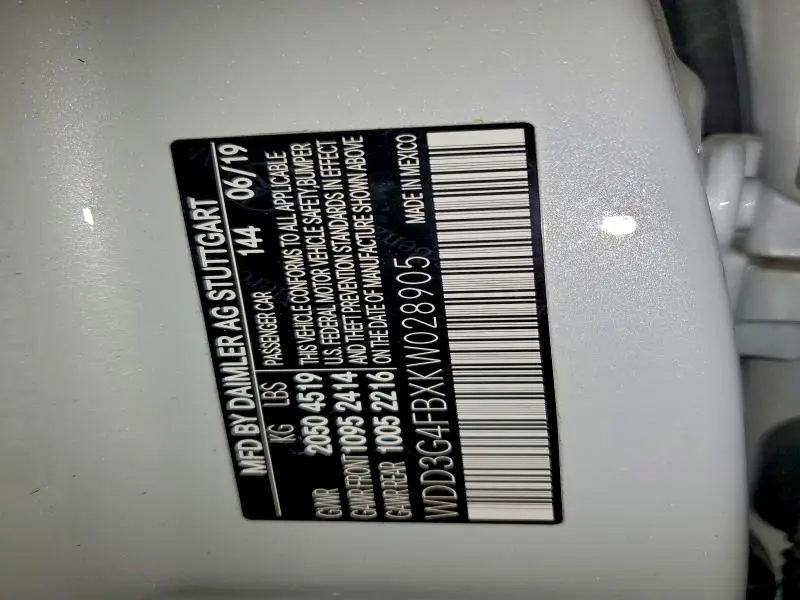 MFD BY DAIMLER AG STUTTGART
KG LBS PASSENGER CAR 144 06/19
GVWR 2050 4519 THIS VEHICLE CONFORMS TO ALL APPLICABLE
U.S. FEDERAL MOTOR VEHICLE SAFETY,BUMPER
GAWR FRONT 1095 2414 AND THEFT PREVENTION STANDARDS IN EFFECT
GAWR REAR 1005 2216 ON THE DATE OF MANUFACTURE SHOWN ABOVE
WDD3G4FBXKW028905 MADE IN MEXICO